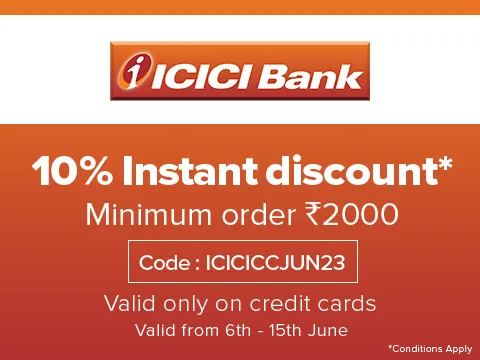 i ICICI Bank
10% Instant discount*
Minimum order ₹2000
Code : ICICICCJUN23
Valid only on credit cards
Valid from 6th - 15th June
*Conditions Apply